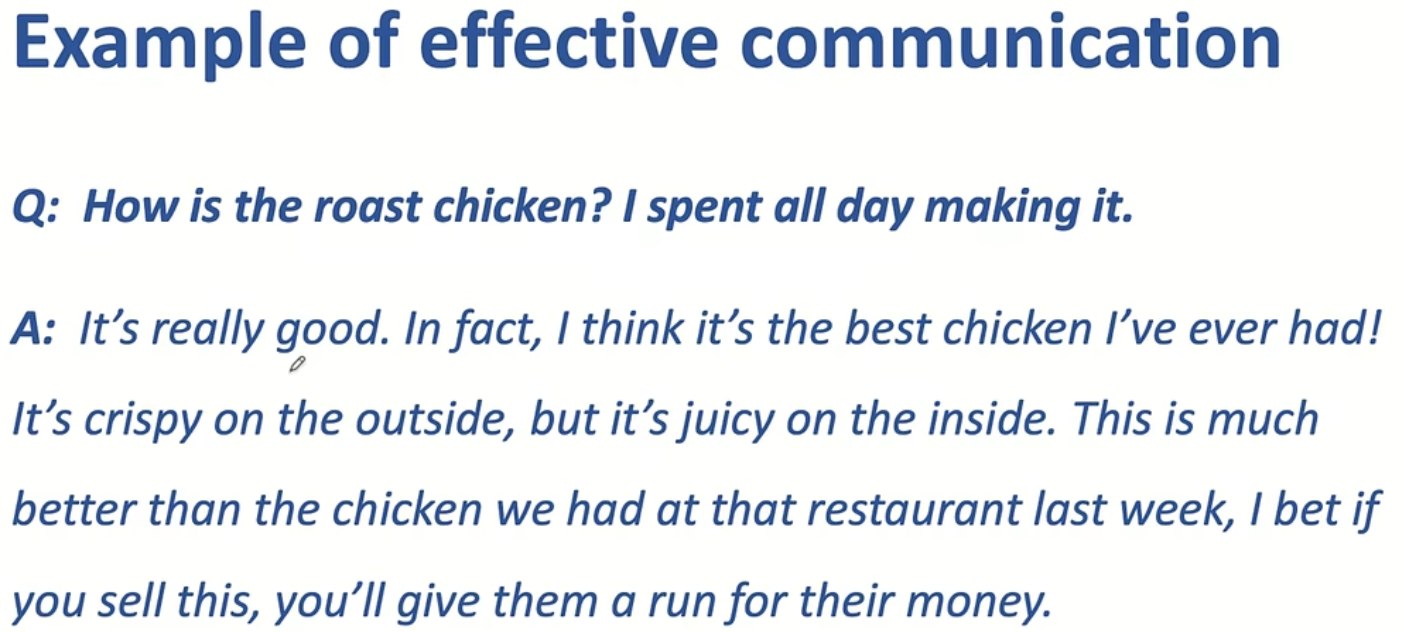 Example of effective communication
Q: How is the roast chicken? I spent all day making it.
A: It's really good. In fact, I think it's the best chicken I've ever had!
It's crispy on the outside, but it's juicy on the inside. This is much
better than the chicken we had at that restaurant last week, I bet if
you sell this, you'll give them a run for their money.